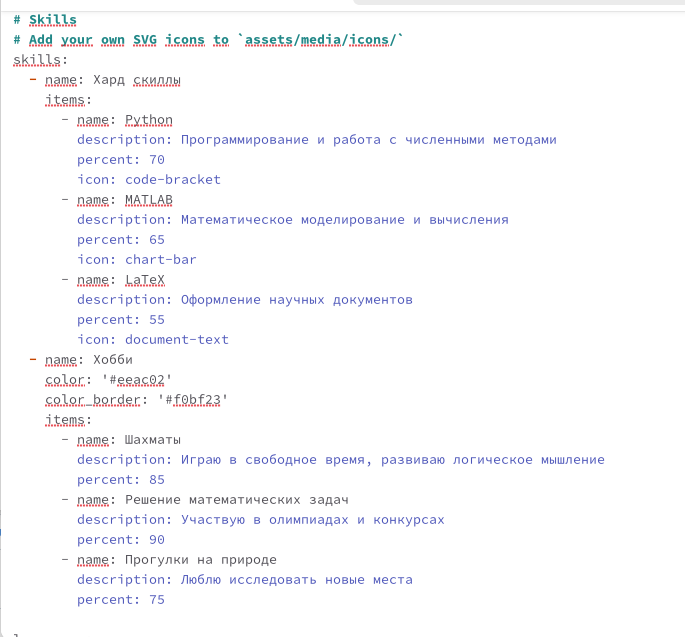 # Skills
# Add your own SVG icons to `assets/media/icons/`
skills:
  - name: Хард скиллы
    items:
      - name: Python
        description: Программирование и работа с численными методами
        percent: 70
        icon: code-bracket
      - name: MATLAB
        description: Математическое моделирование и вычисления
        percent: 65
        icon: chart-bar
      - name: LaTeX
        description: Оформление научных документов
        percent: 55
        icon: document-text
  - name: Хобби
    color: '#eeac02'
    color_border: '#f0bf23'
    items:
      - name: Шахматы
        description: Играю в свободное время, развиваю логическое мышление
        percent: 85
      - name: Решение математических задач
        description: Участвую в олимпиадах и конкурсах
        percent: 90
      - name: Прогулки на природе
        description: Люблю исследовать новые места
        percent: 75